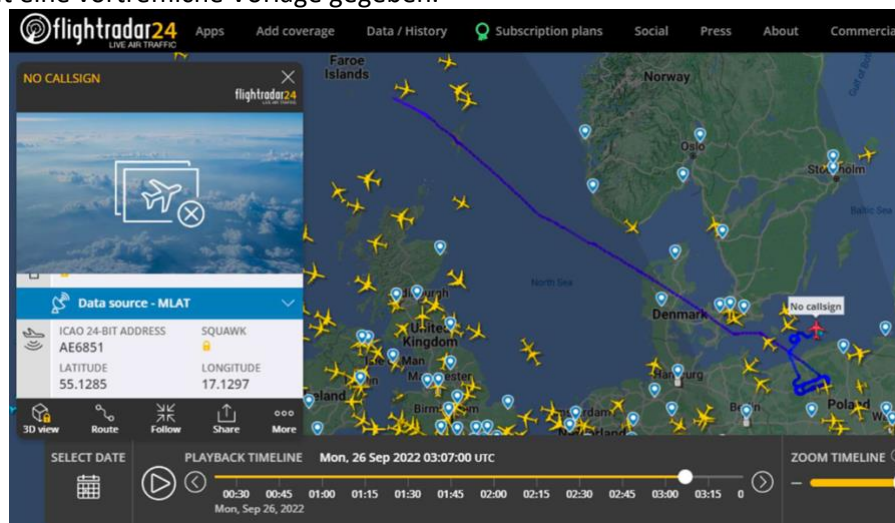 eine vortreffliche Vorlage gegeben.
flightradar24
LIVE AIR TRAFFIC
Apps
Add coverage
Data / History
Subscription plans
Social
Press
About
Commercia
NO CALLSIGN
flightradar24
LIVE AIR TRAFFIC
Data source - MLAT
ICAO 24-BIT ADDRESS
AE6851
SQUAWK
LATITUDE
55.1285
LONGITUDE
17.1297
3D view
Route
Follow
Share
More
Faroe
Islands
Norway
Oslo
Baltic Sea
North Sea
United
Kingdom
Denmark
No callsign
Poland
SELECT DATE
PLAYBACK TIMELINE
Mon, 26 Sep 2022 03:07:00 UTC
00:30 00:45 01:00 01:15 01:30 01:45 02:00 02:15 02:30 02:45 03:00 03:15 0
Mon, Sep 26, 2022
ZOOM TIMELINE